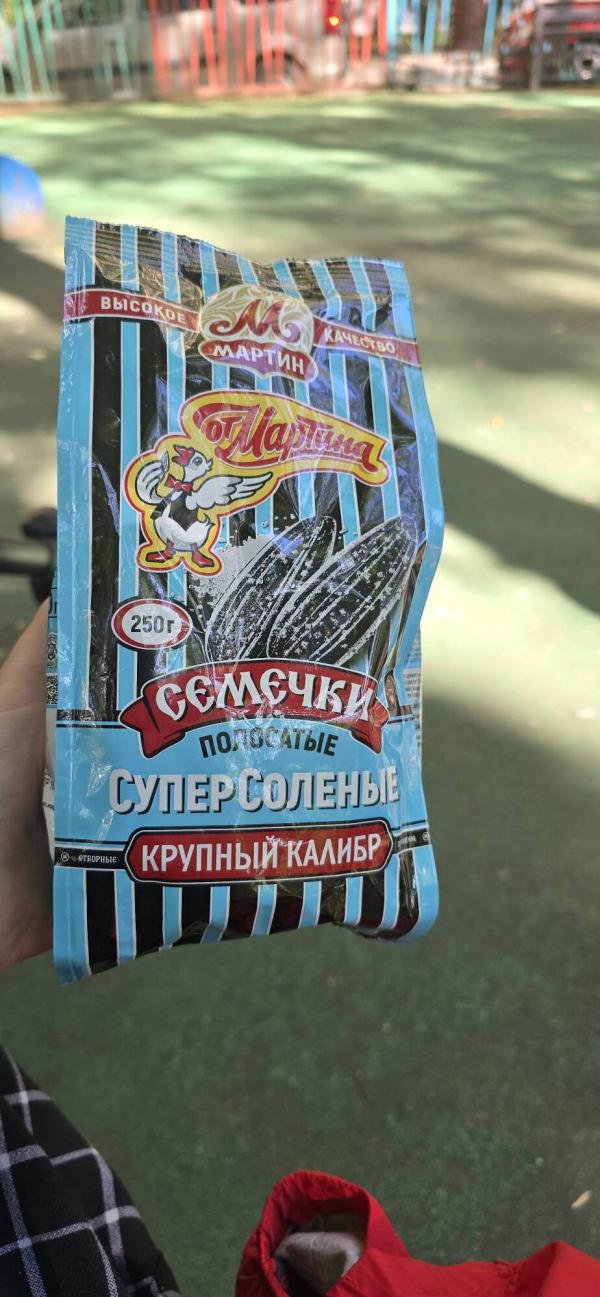 ВЫСОКОЕ
КАЧЕСТВО
М
МАРТИН
от Мартина
250г
СЕМЕЧКИ
ПОЛОСАТЫЕ
СУПЕРСОЛЕНЫЕ
ОТБОРНЫЕ
КРУПНЫЙ КАЛИБР